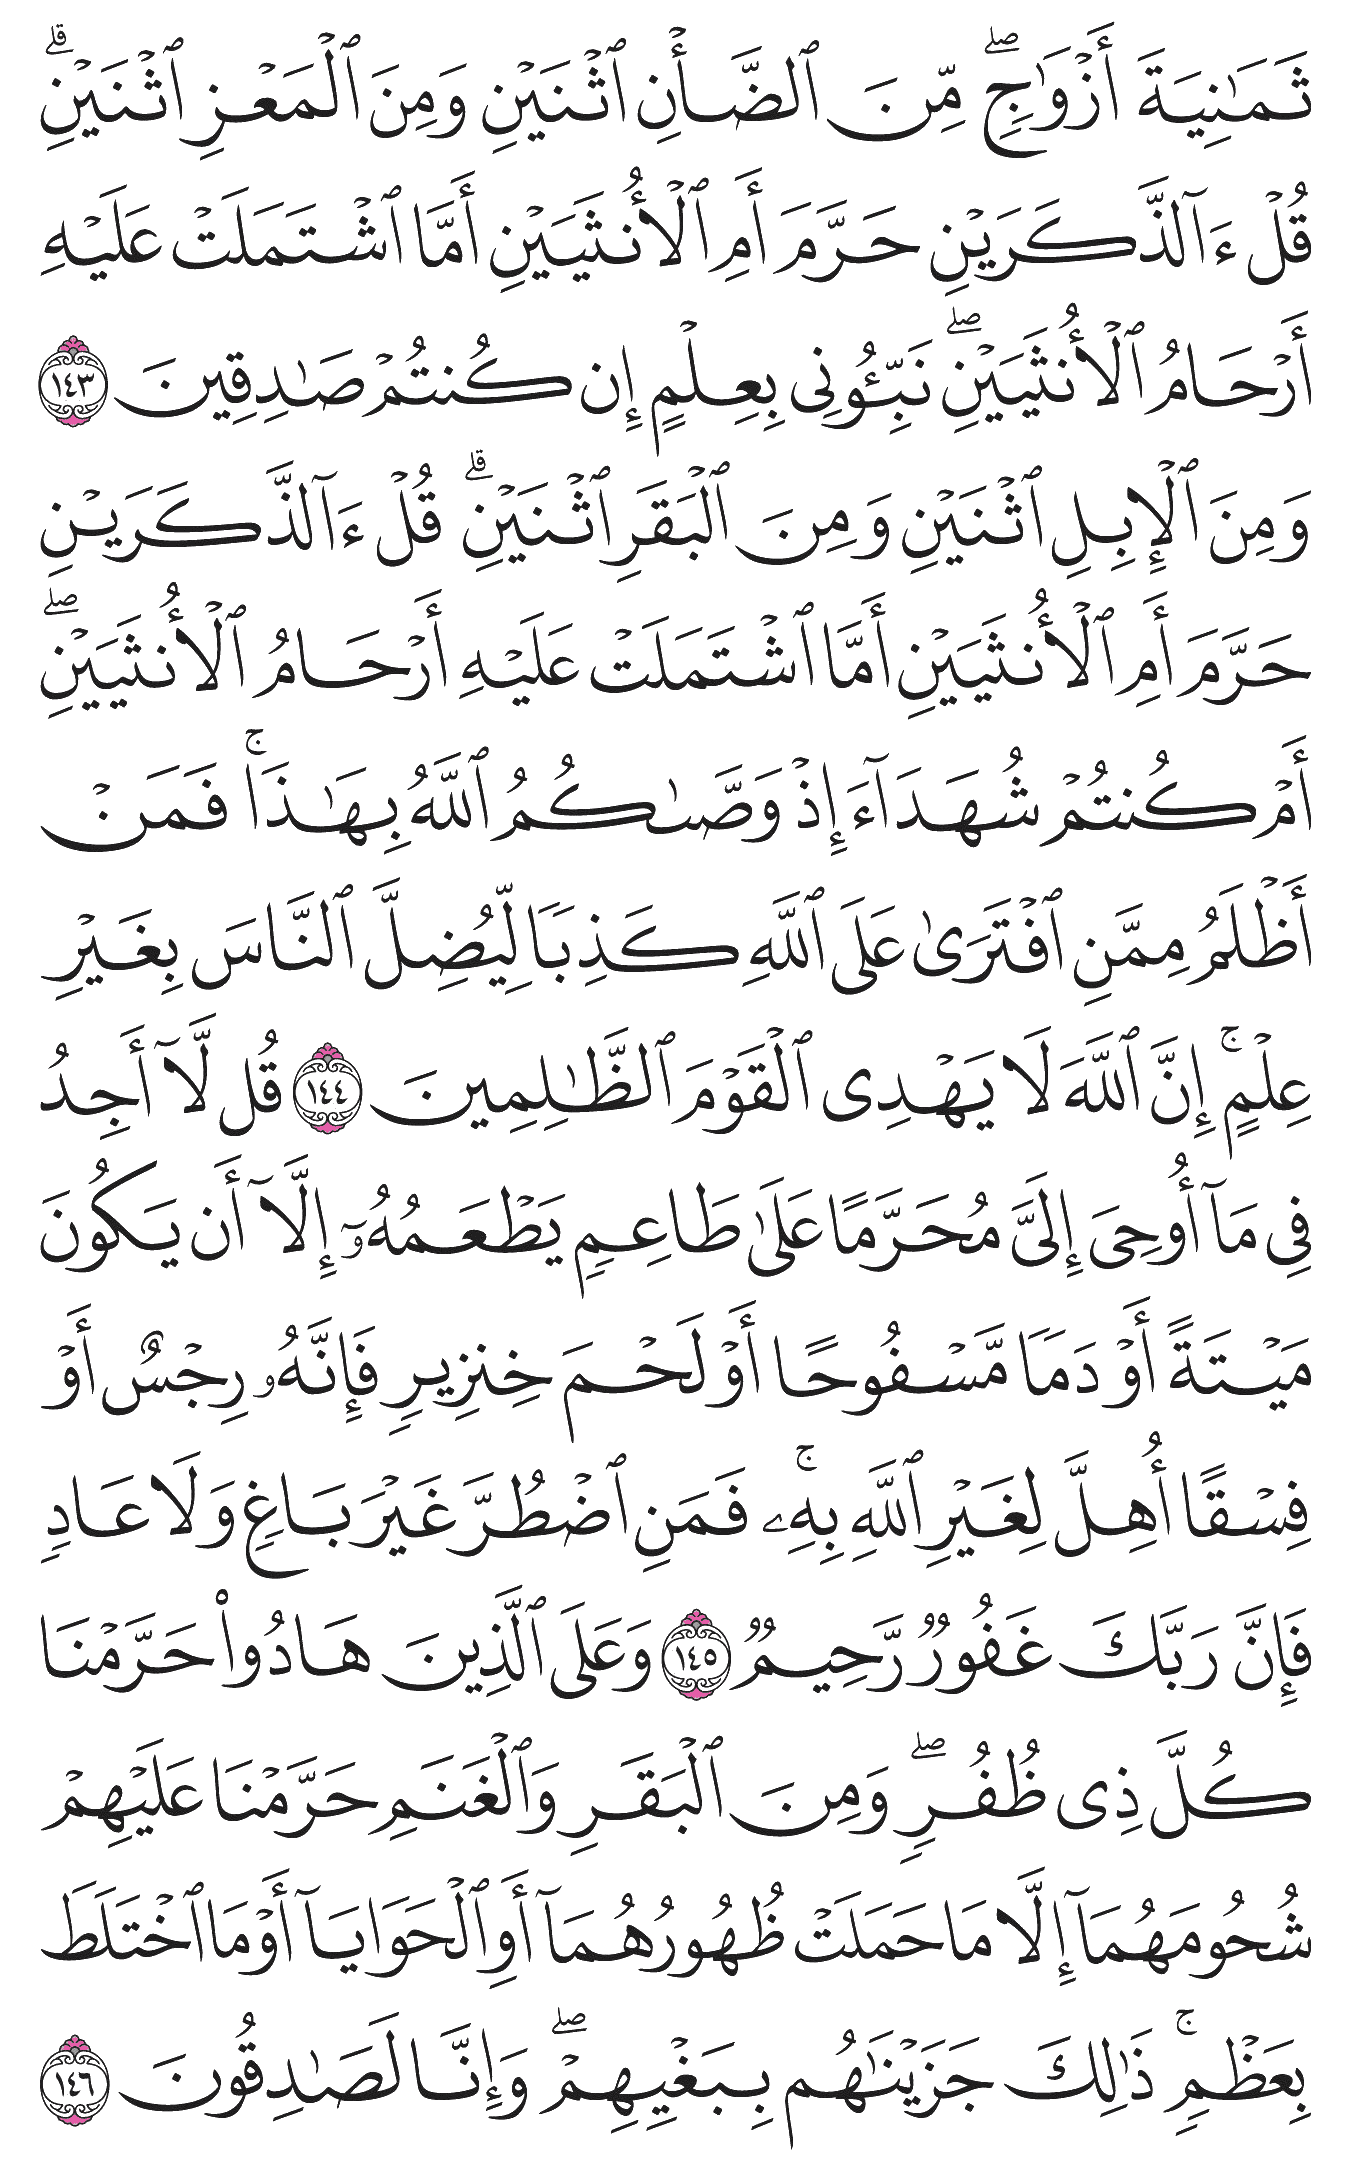 ثَمَٰنِيَةَ أَزۡوَٰجٖۖ مِّنَ ٱلضَّأۡنِ ٱثۡنَيۡنِ وَمِنَ ٱلۡمَعۡزِ ٱثۡنَيۡنِۗ
قُلۡ ءَآلذَّكَرَيۡنِ حَرَّمَ أَمِ ٱلۡأُنثَيَيۡنِ أَمَّا ٱشۡتَمَلَتۡ عَلَيۡهِ
أَرۡحَامُ ٱلۡأُنثَيَيۡنِۖ نَبِّـُٔونِي بِعِلۡمٍ إِن كُنتُمۡ صَٰدِقِينَ ١٤٣
وَمِنَ ٱلۡإِبِلِ ٱثۡنَيۡنِ وَمِنَ ٱلۡبَقَرِ ٱثۡنَيۡنِۗ قُلۡ ءَآلذَّكَرَيۡنِ
حَرَّمَ أَمِ ٱلۡأُنثَيَيۡنِ أَمَّا ٱشۡتَمَلَتۡ عَلَيۡهِ أَرۡحَامُ ٱلۡأُنثَيَيۡنِۖ
أَمۡ كُنتُمۡ شُهَدَآءَ إِذۡ وَصَّىٰكُمُ ٱللَّهُ بِهَٰذَاۚ فَمَنۡ
أَظۡلَمُ مِمَّنِ ٱفۡتَرَىٰ عَلَى ٱللَّهِ كَذِبٗا لِّيُضِلَّ ٱلنَّاسَ بِغَيۡرِ
عِلۡمٍۚ إِنَّ ٱللَّهَ لَا يَهۡدِي ٱلۡقَوۡمَ ٱلظَّٰلِمِينَ ١٤٤ قُل لَّآ أَجِدُ
فِي مَآ أُوحِيَ إِلَيَّ مُحَرَّمًا عَلَىٰ طَاعِمٖ يَطۡعَمُهُۥٓ إِلَّآ أَن يَكُونَ
مَيۡتَةً أَوۡ دَمٗا مَّسۡفُوحًا أَوۡ لَحۡمَ خِنزِيرٖ فَإِنَّهُۥ رِجۡسٌ أَوۡ
فِسۡقًا أُهِلَّ لِغَيۡرِ ٱللَّهِ بِهِۦۚ فَمَنِ ٱضۡطُرَّ غَيۡرَ بَاغٖ وَلَا عَادٖ
فَإِنَّ رَبَّكَ غَفُورٞ رَّحِيمٞ ١٤٥ وَعَلَى ٱلَّذِينَ هَادُواْ حَرَّمۡنَا
كُلَّ ذِي ظُفُرٖۖ وَمِنَ ٱلۡبَقَرِ وَٱلۡغَنَمِ حَرَّمۡنَا عَلَيۡهِمۡ
شُحُومَهُمَآ إِلَّا مَا حَمَلَتۡ ظُهُورُهُمَآ أَوِ ٱلۡحَوَايَآ أَوۡ مَا ٱخۡتَلَطَ
بِعَظۡمٖۚ ذَٰلِكَ جَزَيۡنَٰهُم بِبَغۡيِهِمۡۖ وَإِنَّا لَصَٰدِقُونَ ١٤٦